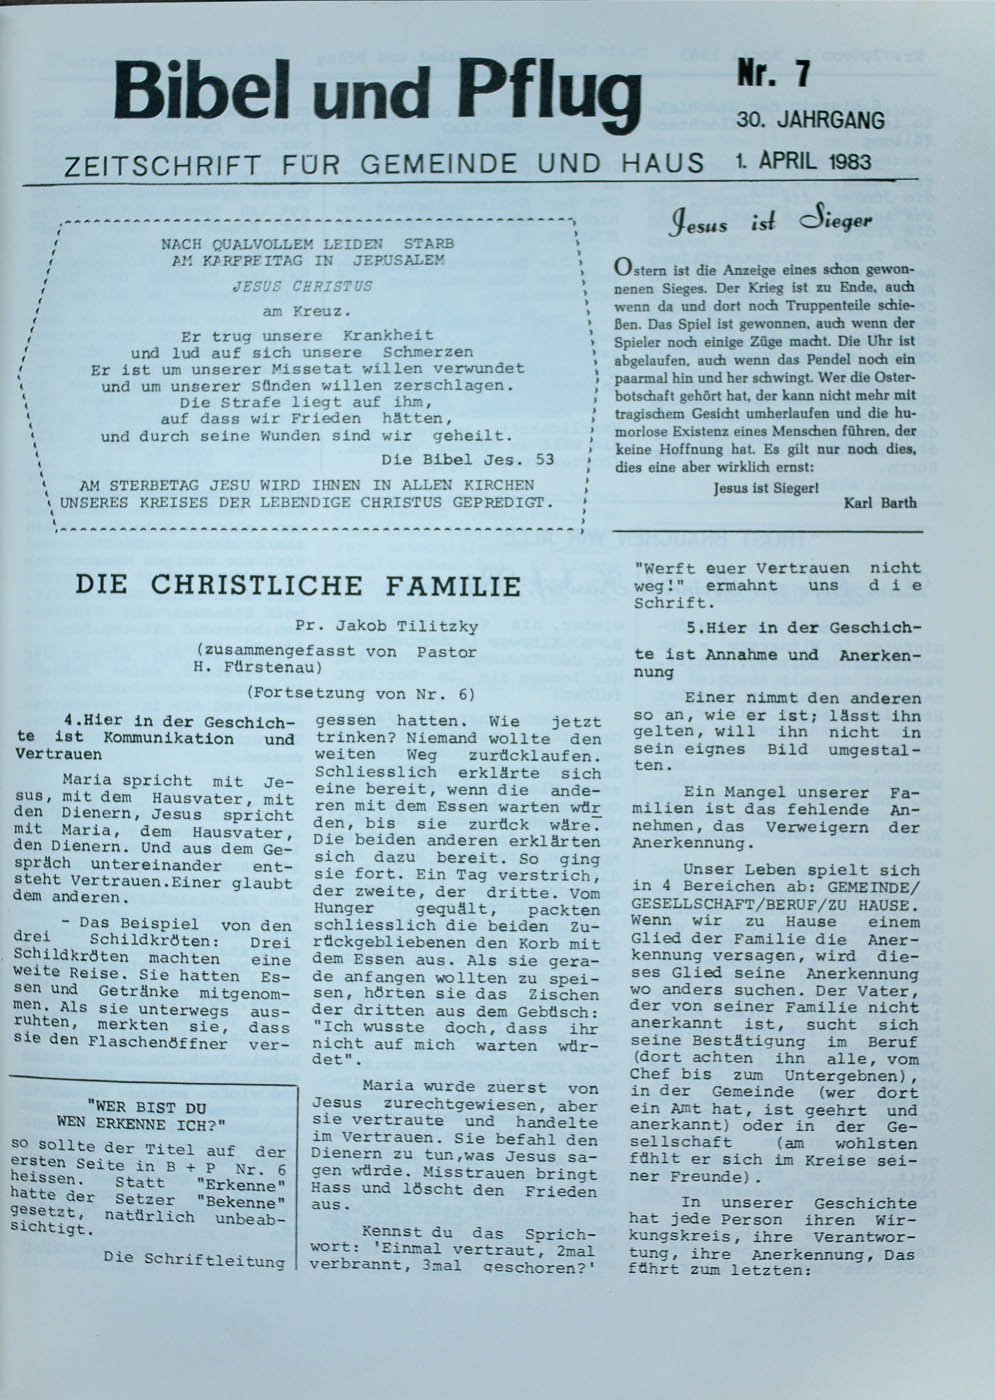 Bibel und Pflug
Nr. 7
30. JAHRGANG
ZEITSCHRIFT FÜR GEMEINDE UND HAUS
1. APRIL 1983
NACH QUALVOLLEM LEIDEN STARB
AM KARFREITAG IN JERUSALEM
JESUS CHRISTUS
am Kreuz.
Er trug unsere Krankheit
und lud auf sich unsere Schmerzen
Er ist um unserer Missetat willen verwundet
und um unserer Sünden willen zerschlagen.
Die Strafe liegt auf ihm,
auf dass wir Frieden hätten,
und durch seine Wunden sind wir geheilt.
Die Bibel Jes. 53
AM STERBETAG JESU WIRD IHNEN IN ALLEN KIRCHEN
UNSERES KREISES DER LEBENDIGE CHRISTUS GEPREDIGT.
Jesus ist Sieger
Ostern ist die Anzeige eines schon gewon-
nenen Sieges. Der Krieg ist zu Ende, auch
wenn da und dort noch Truppenteile schie-
ßen. Das Spiel ist gewonnen, auch wenn der
Spieler noch einige Züge macht. Die Uhr ist
abgelaufen, auch wenn das Pendel noch ein
paarmal hin und her schwingt. Wer die Oster-
botschaft gehört hat, der kann nicht mehr mit
tragischem Gesicht umherlaufen und die hu-
morlose Existenz eines Menschen führen, der
keine Hoffnung hat. Es gilt nur noch dies,
dies eine aber wirklich ernst:
Jesus ist Sieger!
Karl Barth
DIE CHRISTLICHE FAMILIE
Pr. Jakob Tilitzky
(zusammengefasst von Pastor
H. Fürstenau)
(Fortsetzung von Nr. 6)
4.Hier in der Geschich-
te ist Kommunikation und
Vertrauen
Maria spricht mit Je-
sus, mit dem Hausvater, mit
den Dienern, Jesus spricht
mit Maria, dem Hausvater,
den Dienern. Und aus dem Ge-
spräch untereinander ent-
steht Vertrauen.Einer glaubt
dem anderen.
- Das Beispiel von den
drei Schildkröten: Drei
Schildkröten machten eine
weite Reise. Sie hatten Es-
sen und Getränke mitgenom-
men. Als sie unterwegs aus-
ruhten, merkten sie, dass
sie den Flaschenöffner ver-
"WER BIST DU
WEN ERKENNE ICH?"
so sollte der Titel auf der
ersten Seite in B + P Nr. 6
heissen. Statt "Erkenne"
hatte der Setzer "Bekenne"
gesetzt, natürlich unbeab-
sichtigt.
Die Schriftleitung
gessen hatten. Wie jetzt
trinken? Niemand wollte den
weiten Weg zurücklaufen.
Schliesslich erklärte sich
eine bereit, wenn die ande-
ren mit dem Essen warten wür
den, bis sie zurück wäre.
Die beiden anderen erklärten
sich dazu bereit. So ging
sie fort. Ein Tag verstrich,
der zweite, der dritte. Vom
Hunger gequält, packten
schliesslich die beiden Zu-
rückgebliebenen den Korb mit
dem Essen aus. Als sie gera-
de anfangen wollten zu spei-
sen, hörten sie das Zischen
der dritten aus dem Gebüsch:
"Ich wusste doch, dass ihr
nicht auf mich warten wür-
det".
Maria wurde zuerst von
Jesus zurechtgewiesen, aber
sie vertraute und handelte
im Vertrauen. Sie befahl den
Dienern zu tun,was Jesus sa-
gen würde. Misstrauen bringt
Hass und löscht den Frieden
aus.
Kennst du das Sprich-
wort: 'Einmal vertraut, 2mal
verbrannt, 3mal geschoren?'
"Werft euer Vertrauen nicht
weg!" ermahnt uns d i e
Schrift.
5.Hier in der Geschich-
te ist Annahme und Anerken-
nung
Einer nimmt den anderen
so an, wie er ist; lässt ihn
gelten, will ihn nicht in
sein eignes Bild umgestal-
ten.
Ein Mangel unserer Fa-
milien ist das fehlende An-
nehmen, das Verweigern der
Anerkennung.
Unser Leben spielt sich
in 4 Bereichen ab: GEMEINDE/
GESELLSCHAFT/BERUF/ZU HAUSE.
Wenn wir zu Hause einem
Glied der Familie die Aner-
kennung versagen, wird die-
ses Glied seine Anerkennung
wo anders suchen. Der Vater,
der von seiner Familie nicht
anerkannt ist, sucht sich
seine Bestätigung im Beruf
(dort achten ihn alle, vom
Chef bis zum Untergebnen),
in der Gemeinde (wer dort
ein Amt hat, ist geehrt und
anerkannt) oder in der Ge-
sellschaft (am wohlsten
fühlt er sich im Kreise sei-
ner Freunde).
In unserer Geschichte
hat jede Person ihren Wir-
kungskreis, ihre Verantwor-
tung, ihre Anerkennung, Das
führt zum letzten: